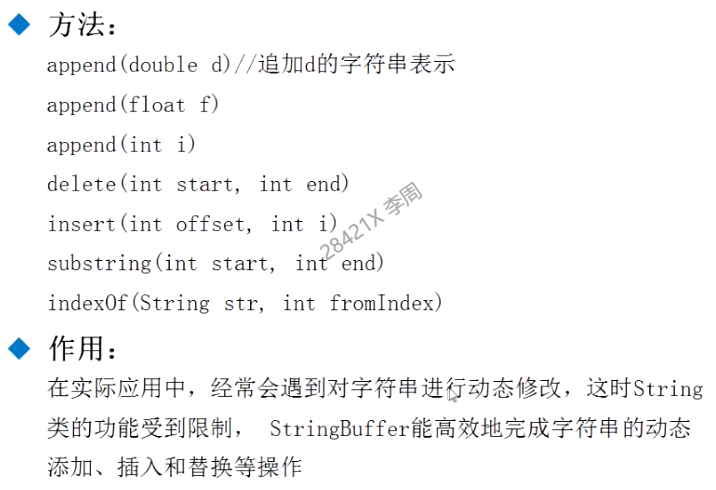 方法：
append(double d)//追加d的字符串表示
append(float f)
append(int i)
delete(int start, int end)
insert(int offset, int i)
substring(int start, int end)
indexOf(String str, int fromIndex)
28421X 李周
作用：
在实际应用中，经常会遇到对字符串进行动态修改，这时String
类的功能受到限制， StringBuffer能高效地完成字符串的动态
添加、插入和替换等操作